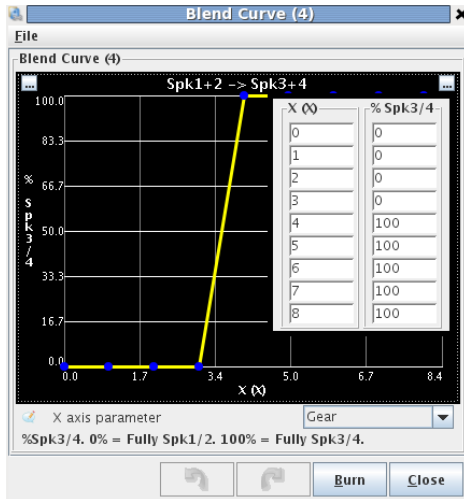 Blend Curve (4)
File
Blend Curve (4)
... Spk1+2 -> Spk3+4 ...
100.0
83.3
66.7
50.0
33.3
16.7
0.0
% Spk3/4
0.0 1.7 3.4 5.0 6.7 8.4
X (X)
X (X) % Spk3/4
0 0
1 0
2 0
3 0
4 100
5 100
6 100
7 100
8 100
X axis parameter Gear
%Spk3/4. 0% = Fully Spk1/2. 100% = Fully Spk3/4.
Burn Close